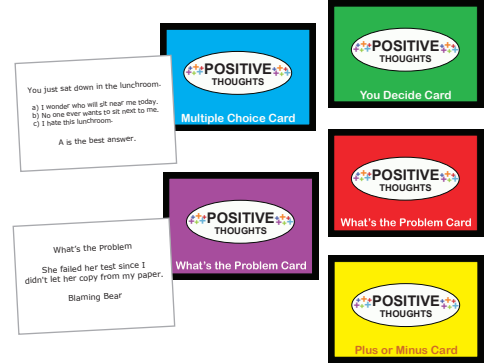 You just sat down in the lunchroom.
a) I wonder who will sit near me today.
b) No one ever wants to sit next to me.
c) I hate this lunchroom.
A is the best answer.
POSITIVE
THOUGHTS
Multiple Choice Card
POSITIVE
THOUGHTS
You Decide Card
What's the Problem
She failed her test since I
didn't let her copy from my paper.
Blaming Bear
POSITIVE
THOUGHTS
What's the Problem Card
POSITIVE
THOUGHTS
What's the Problem Card
POSITIVE
THOUGHTS
Plus or Minus Card